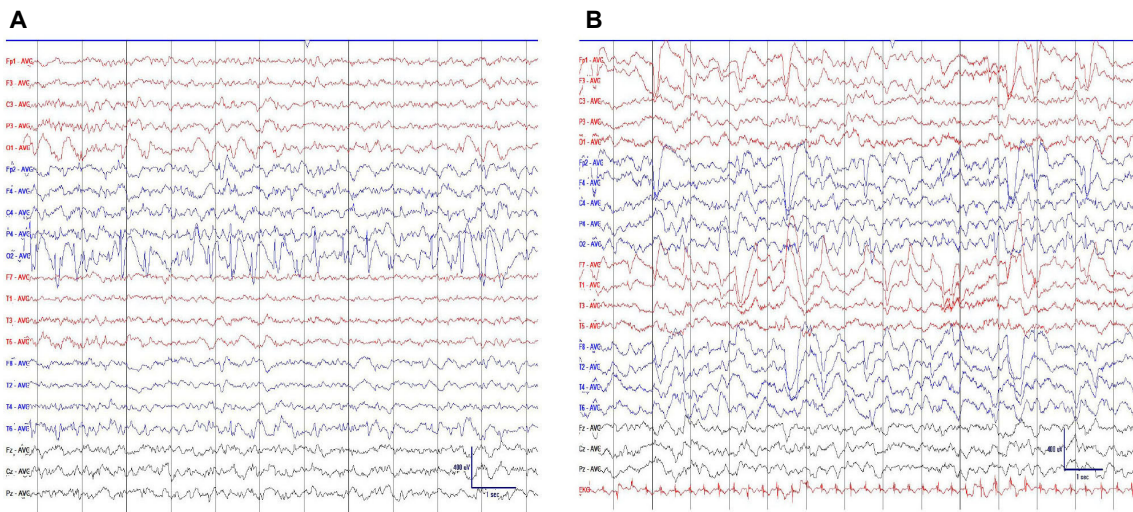 A
Fp1 - AVG
F3 - AVG
C3 - AVG
P3 - AVG
O1 - AVG
Fp2 - AVG
F4 - AVG
C4 - AVG
P4 - AVG
O2 - AVG
F7 - AVG
T1 - AVG
T3 - AVG
T5 - AVG
F8 - AVG
T2 - AVG
T4 - AVG
T6 - AVG
Fz - AVG
Cz - AVG
Pz - AVG
400 uV
1 sec
B
Fp1 - AVG
F3 - AVG
C3 - AVG
P3 - AVG
O1 - AVG
Fp2 - AVG
F4 - AVG
C4 - AVG
P4 - AVG
O2 - AVG
F7 - AVG
T1 - AVG
T3 - AVG
T5 - AVG
F8 - AVG
T2 - AVG
T4 - AVG
T6 - AVG
Fz - AVG
Cz - AVG
Pz - AVG
EKG
400 uV
1 sec